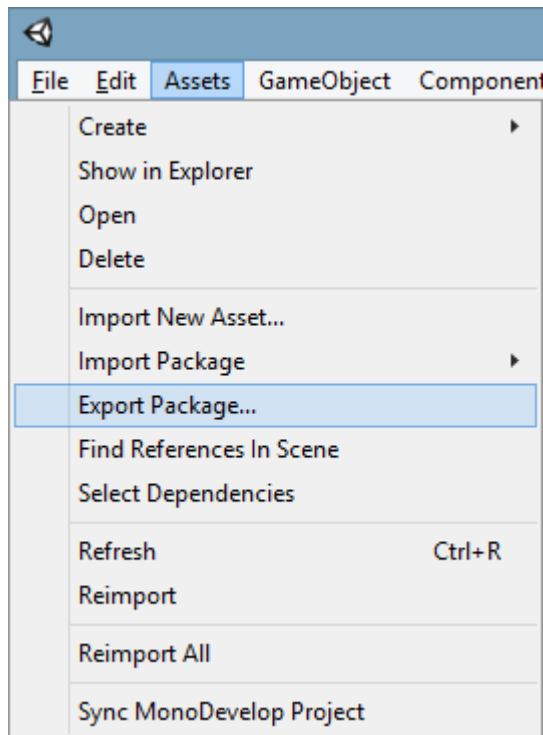 File Edit Assets GameObject Component
Create
Show in Explorer
Open
Delete
Import New Asset...
Import Package
Export Package...
Find References In Scene
Select Dependencies
Refresh Ctrl+R
Reimport
Reimport All
Sync MonoDevelop Project